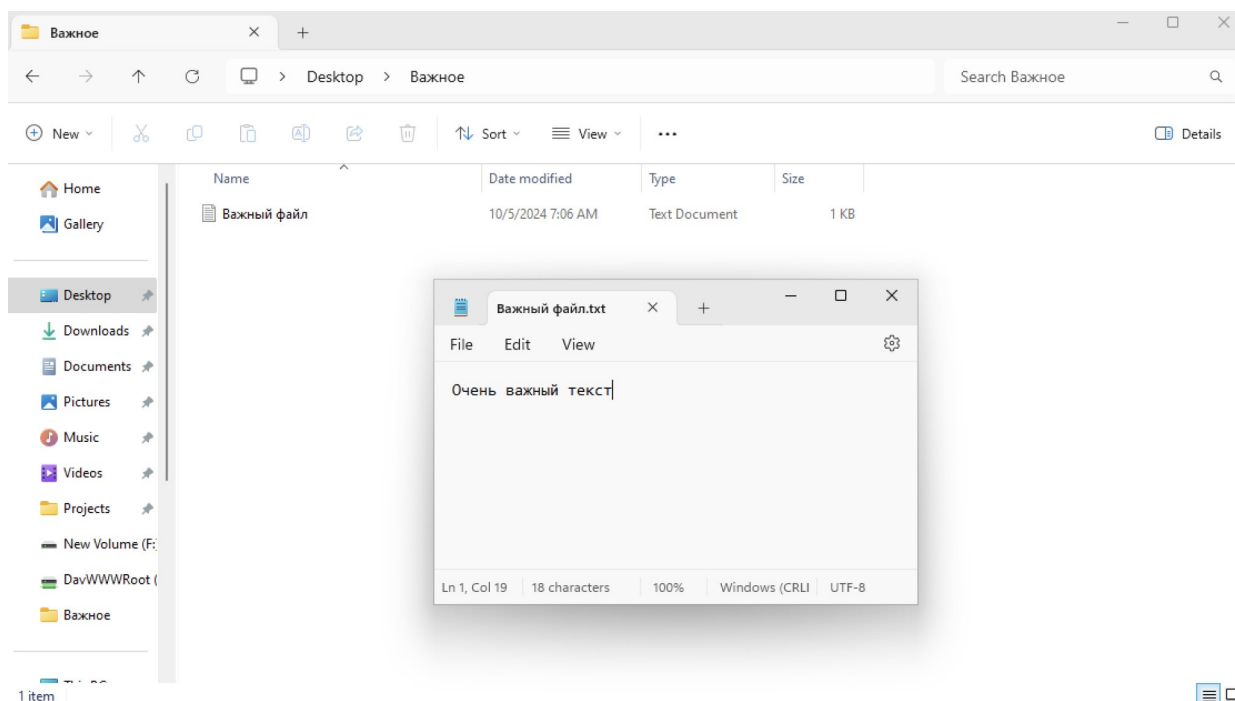 Важное
Desktop > Важное
Search Важное
New
Sort
View
Details
Home
Gallery
Desktop
Downloads
Documents
Pictures
Music
Videos
Projects
New Volume (F:
DavWWWRoot (
Важное
1 item
Name
Date modified
Type
Size
Важный файл
10/5/2024 7:06 AM
Text Document
1 KB
Важный файл.txt
File Edit View
Очень важный текст
Ln 1, Col 19
18 characters
100%
Windows (CRLI
UTF-8